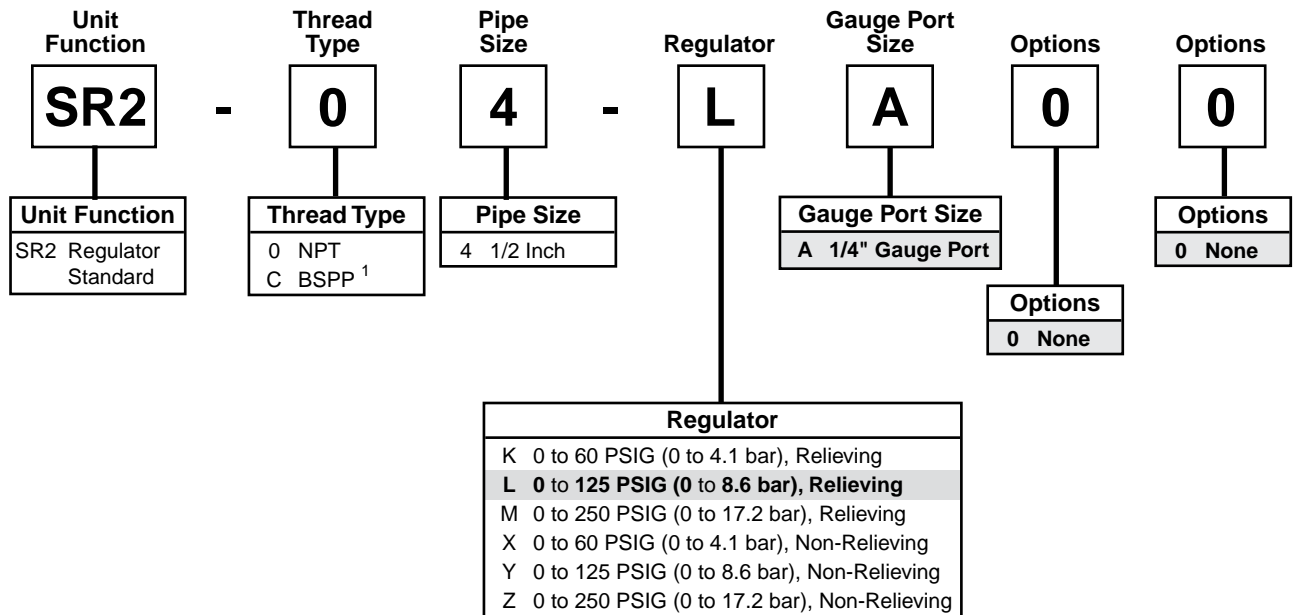 Unit Function
Thread Type
Pipe Size
Regulator
Gauge Port Size
Options
Options
SR2 - 0 4 - L A 0 0
Unit Function
SR2 Regulator
Standard
Thread Type
0 NPT
C BSPP 1
Pipe Size
4 1/2 Inch
Gauge Port Size
A 1/4" Gauge Port
Options
0 None
Options
0 None
Regulator
K 0 to 60 PSIG (0 to 4.1 bar), Relieving
L 0 to 125 PSIG (0 to 8.6 bar), Relieving
M 0 to 250 PSIG (0 to 17.2 bar), Relieving
X 0 to 60 PSIG (0 to 4.1 bar), Non-Relieving
Y 0 to 125 PSIG (0 to 8.6 bar), Non-Relieving
Z 0 to 250 PSIG (0 to 17.2 bar), Non-Relieving